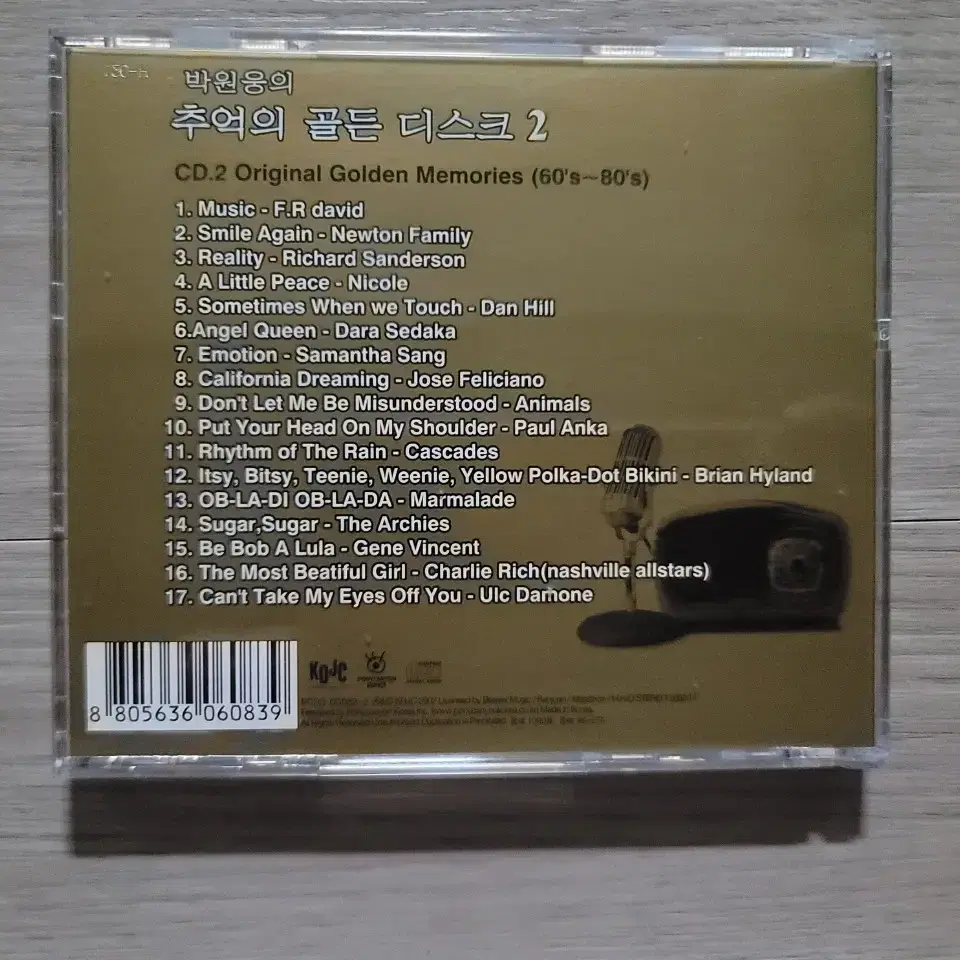 박원웅의
추억의 골든 디스크 2
CD.2 Original Golden Memories (60's~80's)
1. Music - F.R david
2. Smile Again - Newton Family
3. Reality - Richard Sanderson
4. A Little Peace - Nicole
5. Sometimes When we Touch - Dan Hill
6.Angel Queen - Dara Sedaka
7. Emotion - Samantha Sang
8. California Dreaming - Jose Feliciano
9. Don't Let Me Be Misunderstood - Animals
10. Put Your Head On My Shoulder - Paul Anka
11. Rhythm of The Rain - Cascades
12. Itsy, Bitsy, Teenie, Weenie, Yellow Polka-Dot Bikini - Brian Hyland
13. OB-LA-DI OB-LA-DA - Marmalade
14. Sugar,Sugar - The Archies
15. Be Bob A Lula - Gene Vincent
16. The Most Beatiful Girl - Charlie Rich(nashville allstars)
17. Can't Take My Eyes Off You - Ulc Damone
8 805636 060839